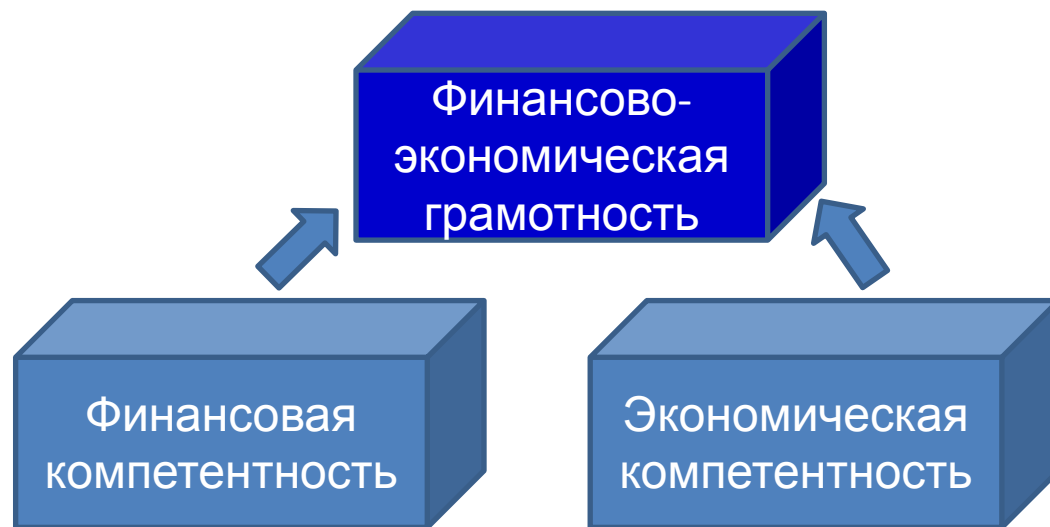 Финансово-
экономическая
грамотность
Финансовая
компетентность
Экономическая
компетентность